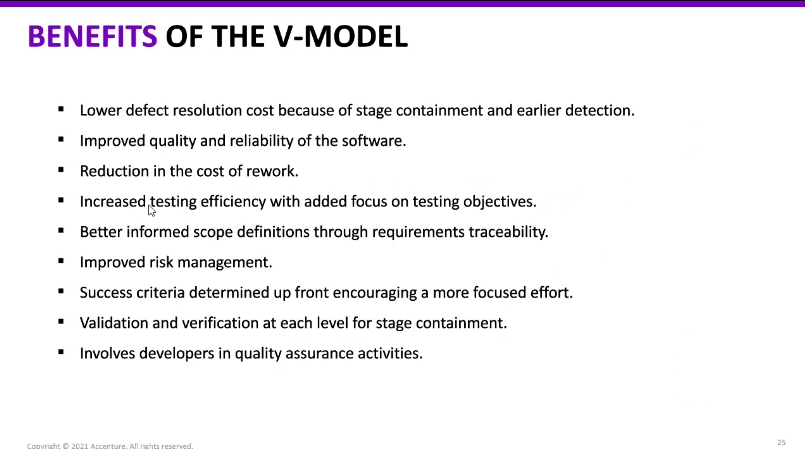 BENEFITS OF THE V-MODEL
▪ Lower defect resolution cost because of stage containment and earlier detection.
▪ Improved quality and reliability of the software.
▪ Reduction in the cost of rework.
▪ Increased testing efficiency with added focus on testing objectives.
▪ Better informed scope definitions through requirements traceability.
▪ Improved risk management.
▪ Success criteria determined up front encouraging a more focused effort.
▪ Validation and verification at each level for stage containment.
▪ Involves developers in quality assurance activities.
Copyright © 2021 Accenture. All rights reserved.
25